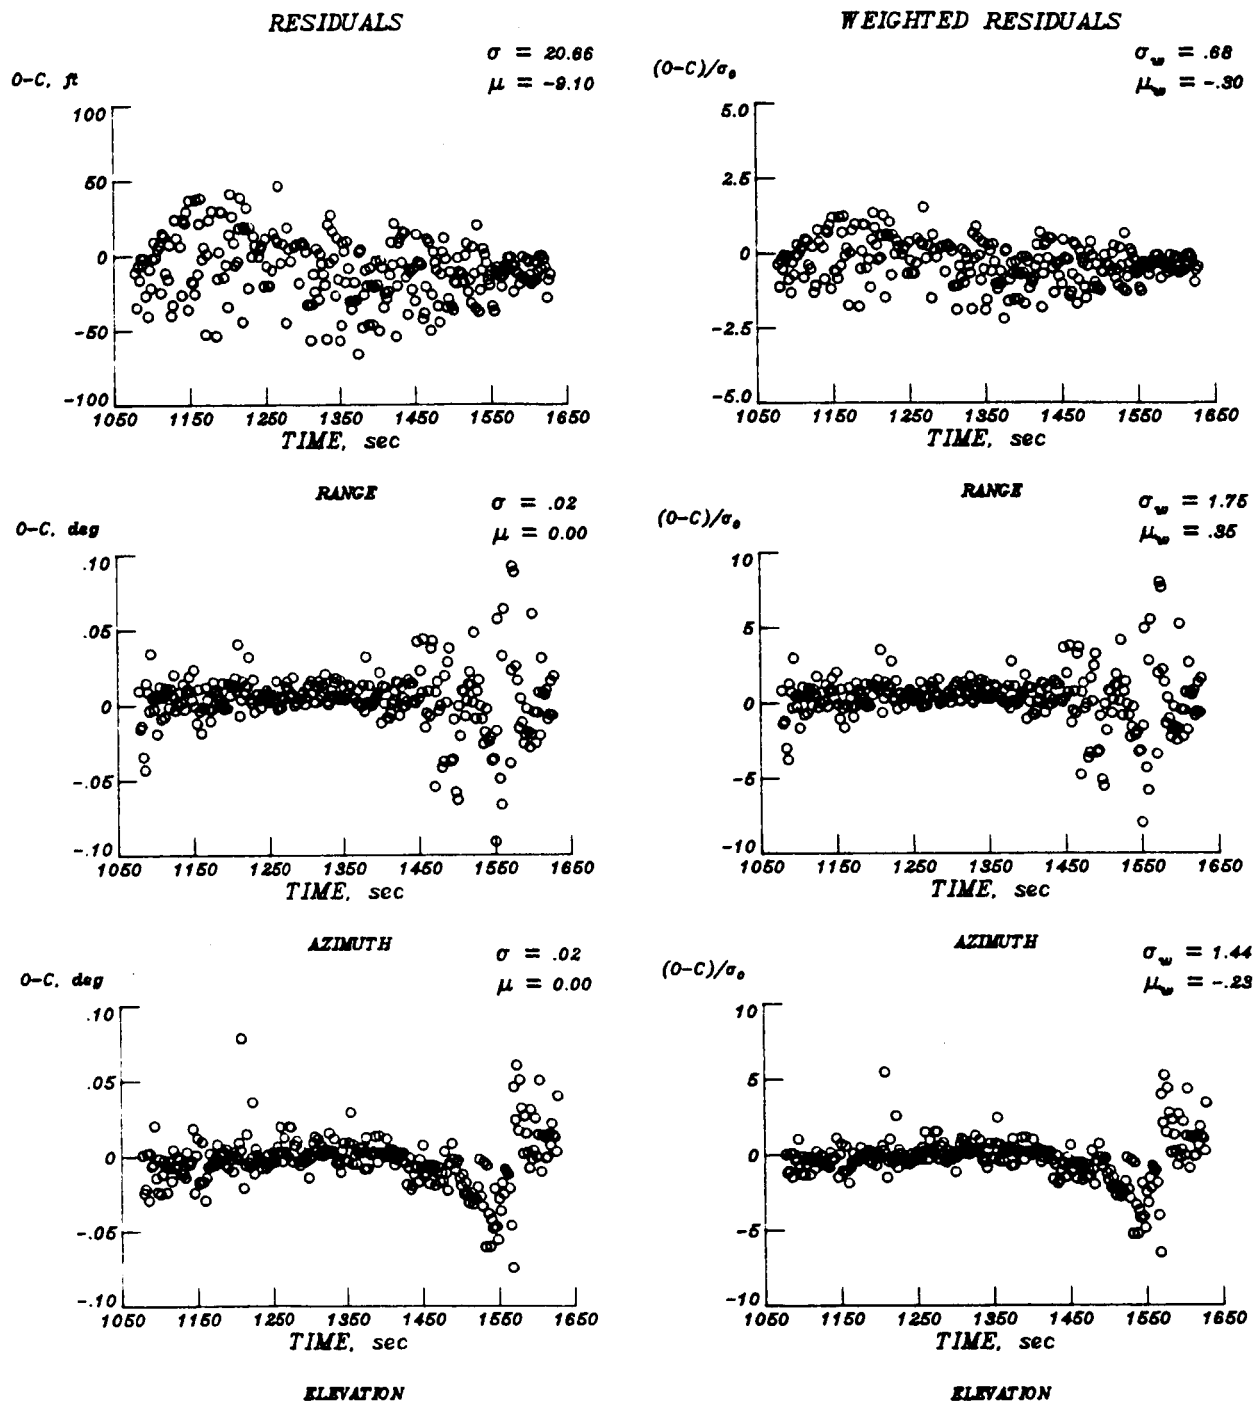 RESIDUALS
σ = 20.66
μ = -9.10
O-C, ft
100
50
0
-50
-100
1050 1150 1250 1350 1450 1550 1650
TIME, sec
RANGE
WEIGHTED RESIDUALS
σw = .68
μw = -.30
(O-C)/σo
5.0
2.5
0
-2.5
-5.0
1050 1150 1250 1350 1450 1550 1650
TIME, sec
RANGE
σ = .02
μ = 0.00
O-C, deg
.10
.05
0
-.05
-.10
1050 1150 1250 1350 1450 1550 1650
TIME, sec
AZIMUTH
σw = 1.75
μw = .35
(O-C)/σo
10
5
0
-5
-10
1050 1150 1250 1350 1450 1550 1650
TIME, sec
AZIMUTH
σ = .02
μ = 0.00
O-C, deg
.10
.05
0
-.05
-.10
1050 1150 1250 1350 1450 1550 1650
TIME, sec
ELEVATION
σw = 1.44
μw = -.23
(O-C)/σo
10
5
0
-5
-10
1050 1150 1250 1350 1450 1550 1650
TIME, sec
ELEVATION